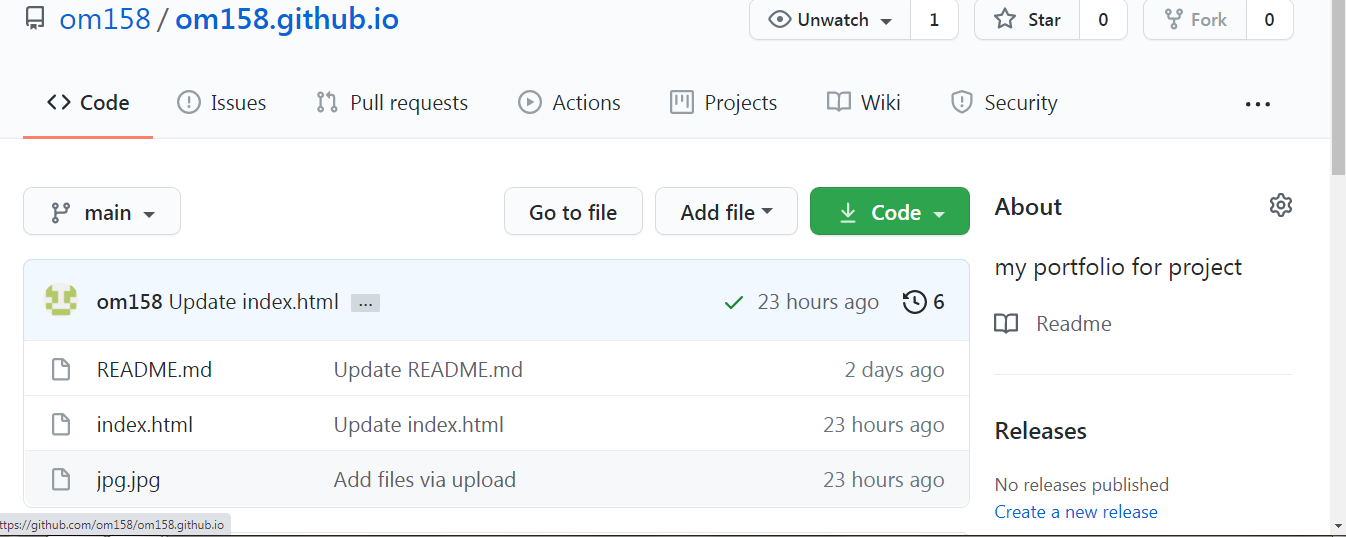 om158 / om158.github.io
Unwatch 1 Star 0 Fork 0
Code Issues Pull requests Actions Projects Wiki Security ...
main Go to file Add file Code
About
my portfolio for project
Readme
om158 Update index.html ... 23 hours ago 6
README.md Update README.md 2 days ago
index.html Update index.html 23 hours ago
jpg.jpg Add files via upload 23 hours ago
Releases
No releases published
Create a new release
ttps://github.com/om158/om158.github.io